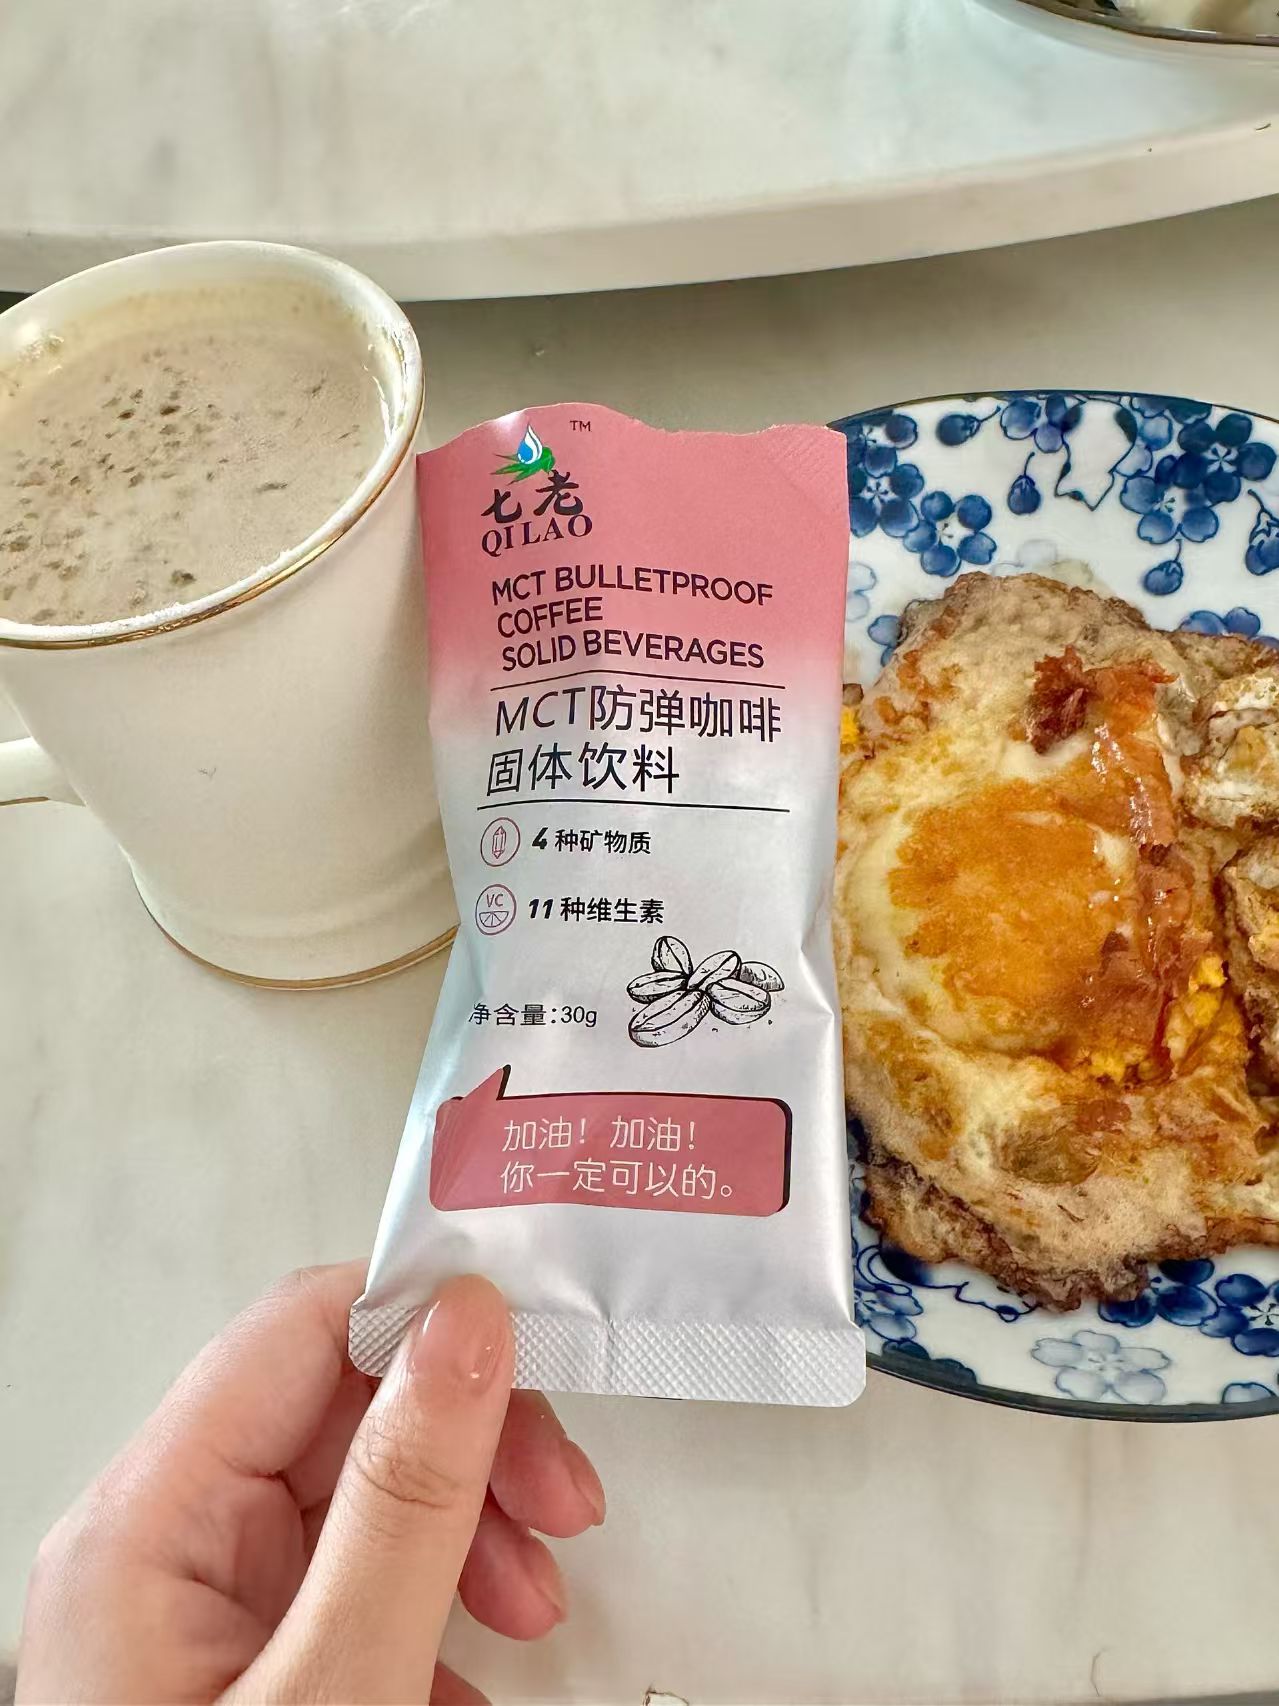 TM
七老
QILAO
MCT BULLETPROOF
COFFEE
SOLID BEVERAGES
MCT防弹咖啡
固体饮料
4种矿物质
VC
11种维生素
净含量:30g
加油！加油！
你一定可以的。